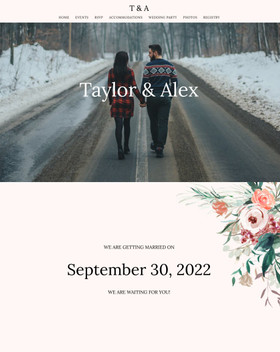 T & A
HOME EVENTS RSVP ACCOMMODATIONS WEDDING PARTY PHOTOS REGISTRY
Taylor & Alex
WE ARE GETTING MARRIED ON
September 30, 2022
WE ARE WAITING FOR YOU!